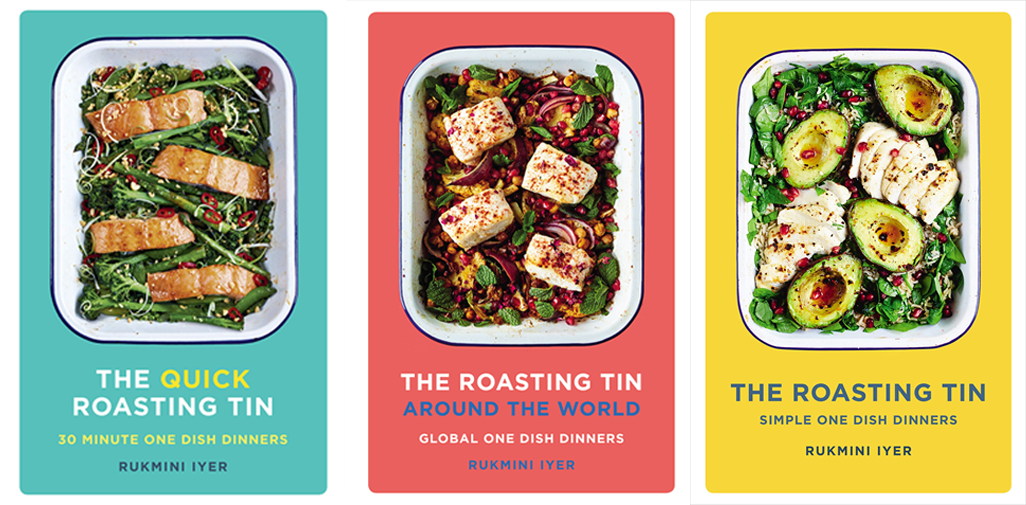 THE QUICK
ROASTING TIN
30 MINUTE ONE DISH DINNERS
RUKMINI IYER
THE ROASTING TIN
AROUND THE WORLD
GLOBAL ONE DISH DINNERS
RUKMINI IYER
THE ROASTING TIN
SIMPLE ONE DISH DINNERS
RUKMINI IYER